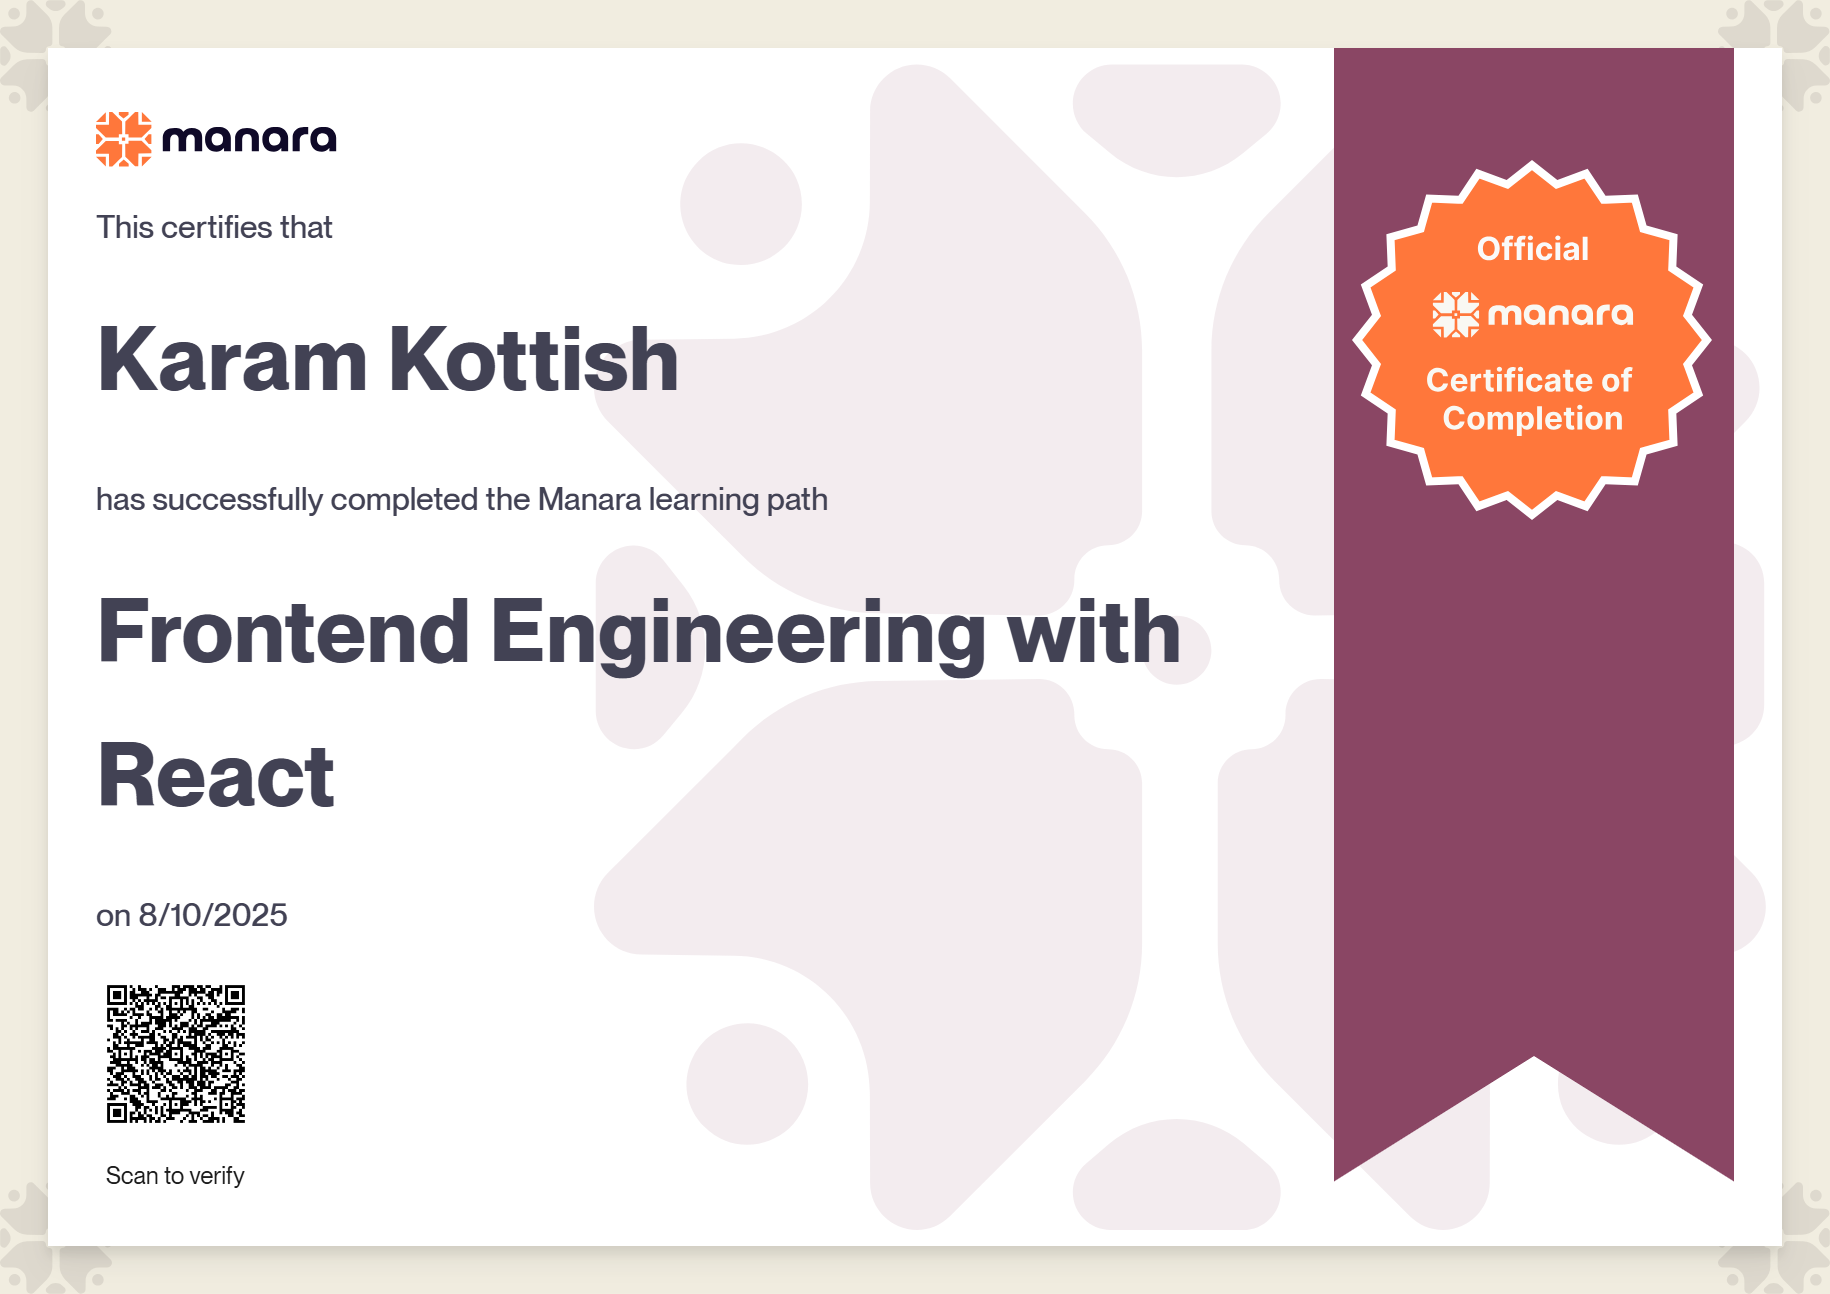 manara
This certifies that
Karam Kottish
has successfully completed the Manara learning path
Frontend Engineering with
React
on 8/10/2025
Scan to verify
Official
manara
Certificate of
Completion